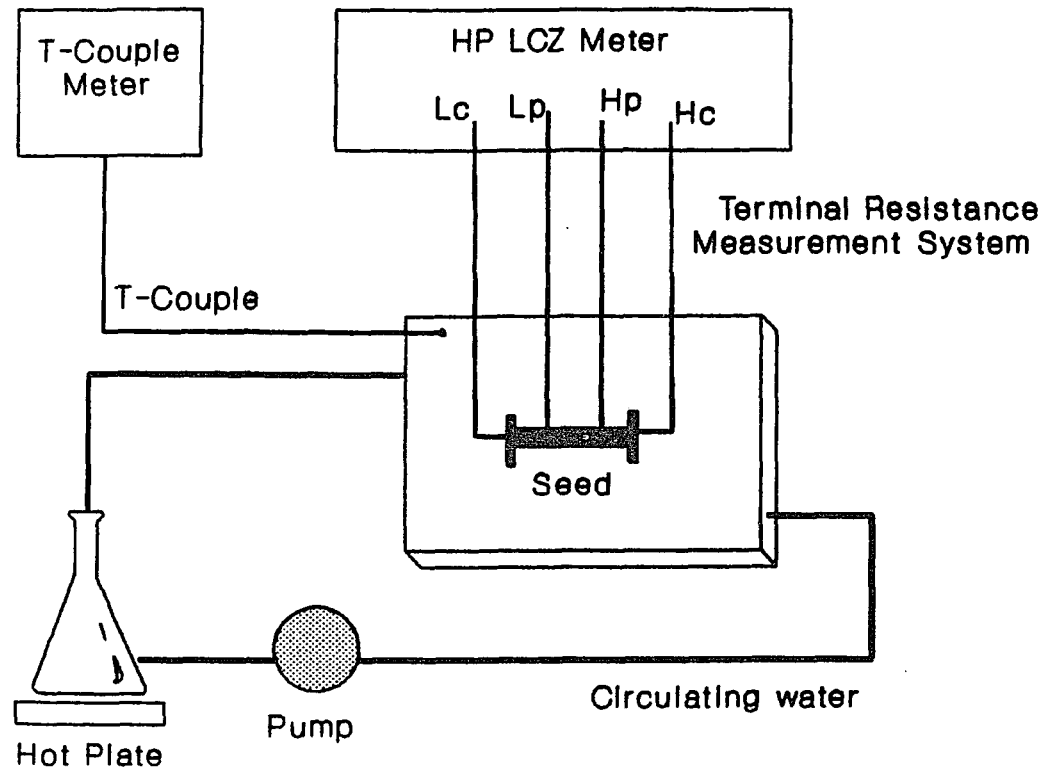 T-Couple
Meter
HP LCZ Meter
Lc Lp Hp Hc
Terminal Resistance
Measurement System
T-Couple
Seed
Circulating water
Pump
Hot Plate